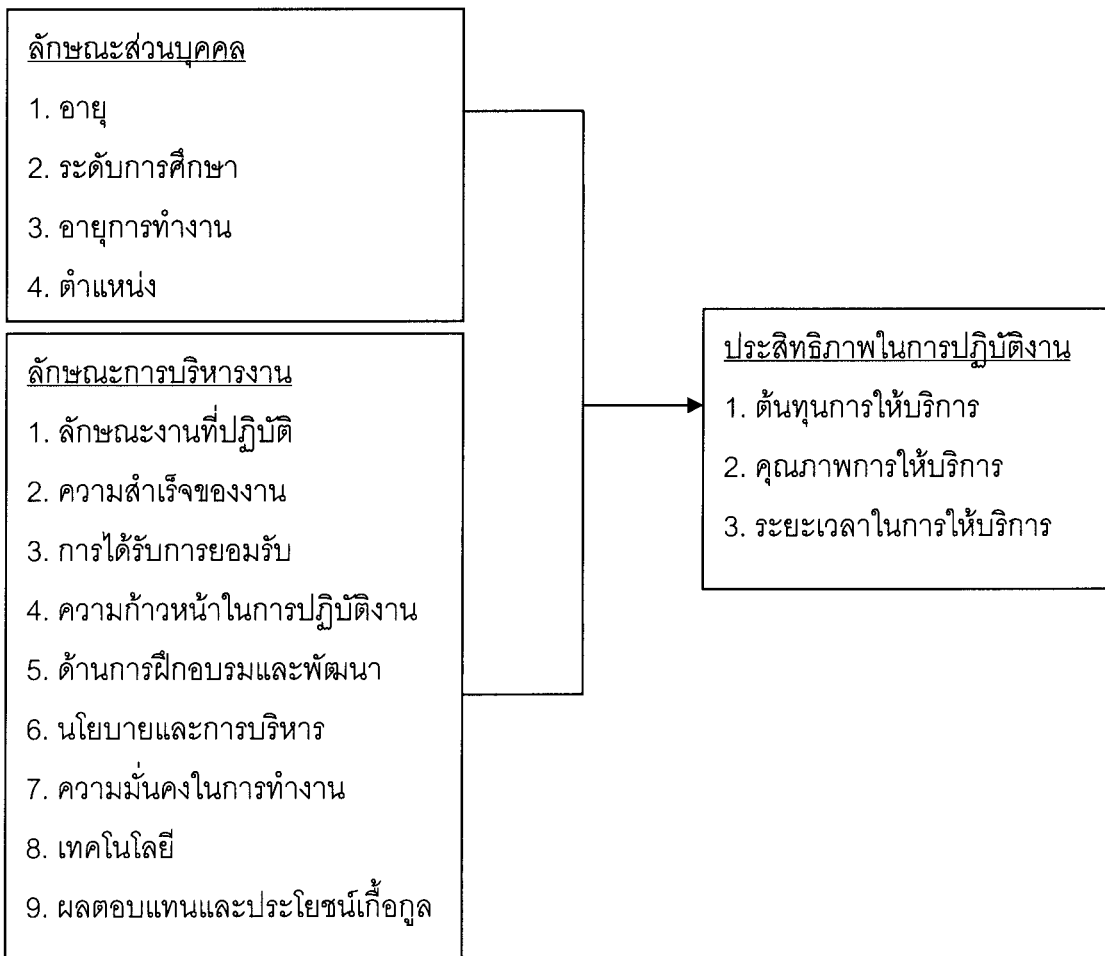 ลักษณะส่วนบุคคล
1. อายุ
2. ระดับการศึกษา
3. อายุการทำงาน
4. ตำแหน่ง
ลักษณะการบริหารงาน
1. ลักษณะงานที่ปฏิบัติ
2. ความสำเร็จของงาน
3. การได้รับการยอมรับ
4. ความก้าวหน้าในการปฏิบัติงาน
5. ด้านการฝึกอบรมและพัฒนา
6. นโยบายและการบริหาร
7. ความมั่นคงในการทำงาน
8. เทคโนโลยี
9. ผลตอบแทนและประโยชน์เกื้อกูล
ประสิทธิภาพในการปฏิบัติงาน
1. ต้นทุนการให้บริการ
2. คุณภาพการให้บริการ
3. ระยะเวลาในการให้บริการ